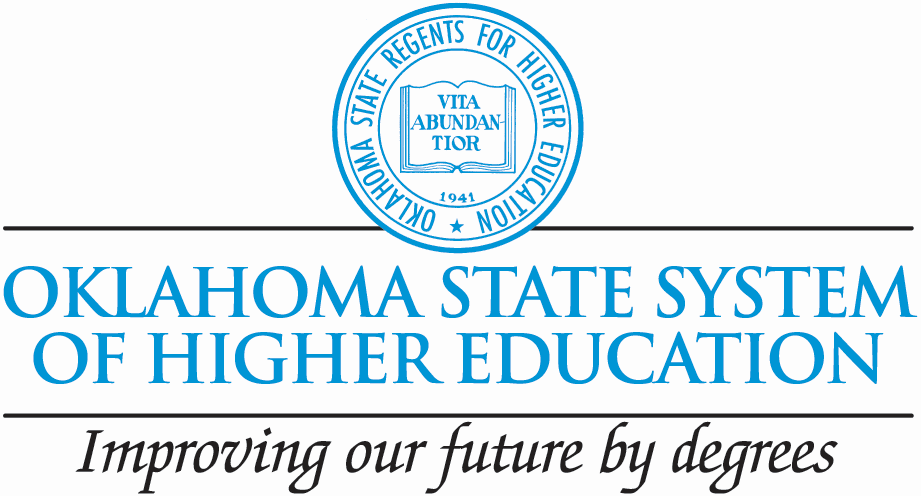 OKLAHOMA STATE REGENTS FOR HIGHER EDUCATION
VITA
ABUNDAN-
TIOR
1941
OKLAHOMA STATE SYSTEM
OF HIGHER EDUCATION
Improving our future by degrees